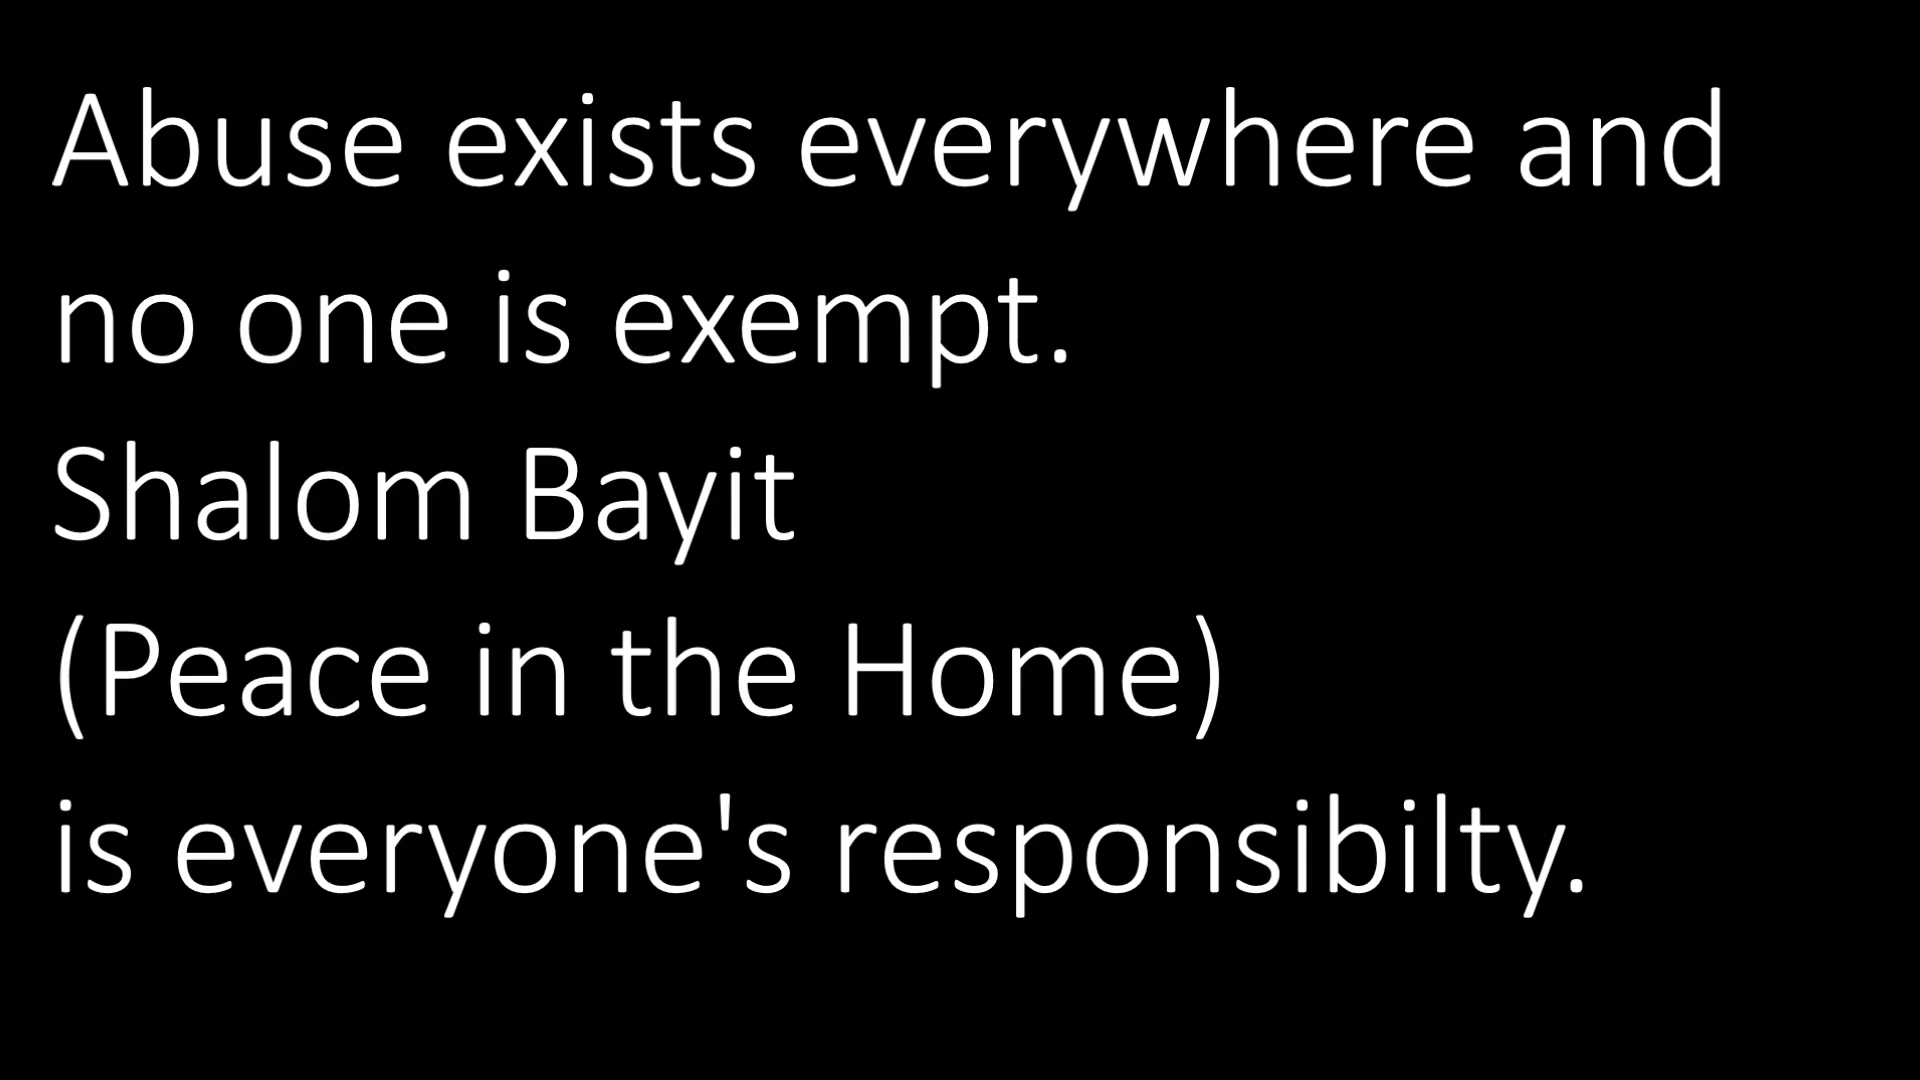 Abuse exists everywhere and
no one is exempt.
Shalom Bayit
(Peace in the Home)
is everyone's responsibilty.